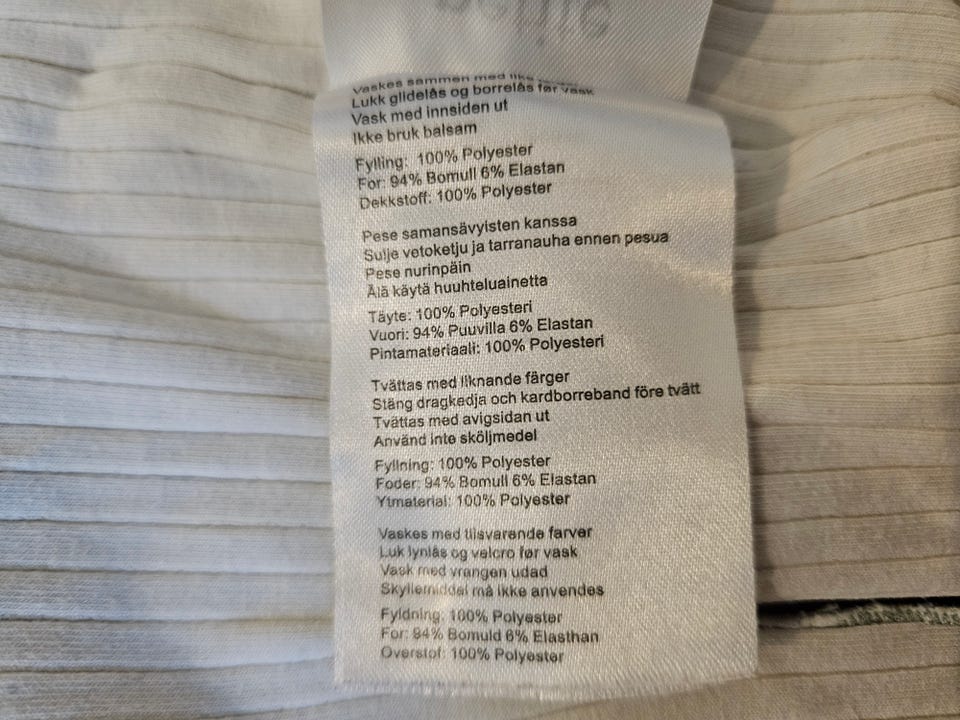 Vaskes sammen med
Lukk glidelås og borrelås før vask
Vask med innsiden ut
Ikke bruk balsam
Fylling: 100% Polyester
For: 94% Bomull 6% Elastan
Dekkstoff: 100% Polyester
Pese samansävyisten kanssa
Sulje vetoketju ja tarranauha ennen pesua
Pese nurinpäin
Älä käytä huuhteluainetta
Täyte: 100% Polyesteri
Vuori: 94% Puuvilla 6% Elastan
Pintamateriaali: 100% Polyesteri
Tvättas med liknande färger
Stäng dragkedja och kardborreband före tvätt
Tvättas med avigsidan ut
Använd inte sköljmedel
Fyllning: 100% Polyester
Foder: 94% Bomull 6% Elastan
Ytmaterial: 100% Polyester
Vaskes med tilsvarende farver
Luk lynlås og velcro før vask
Vask med vrangen udad
Skyllemiddel må ikke anvendes
Fyldning: 100% Polyester
For: 94% Bomuld 6% Elasthan
Overstof: 100% Polyester